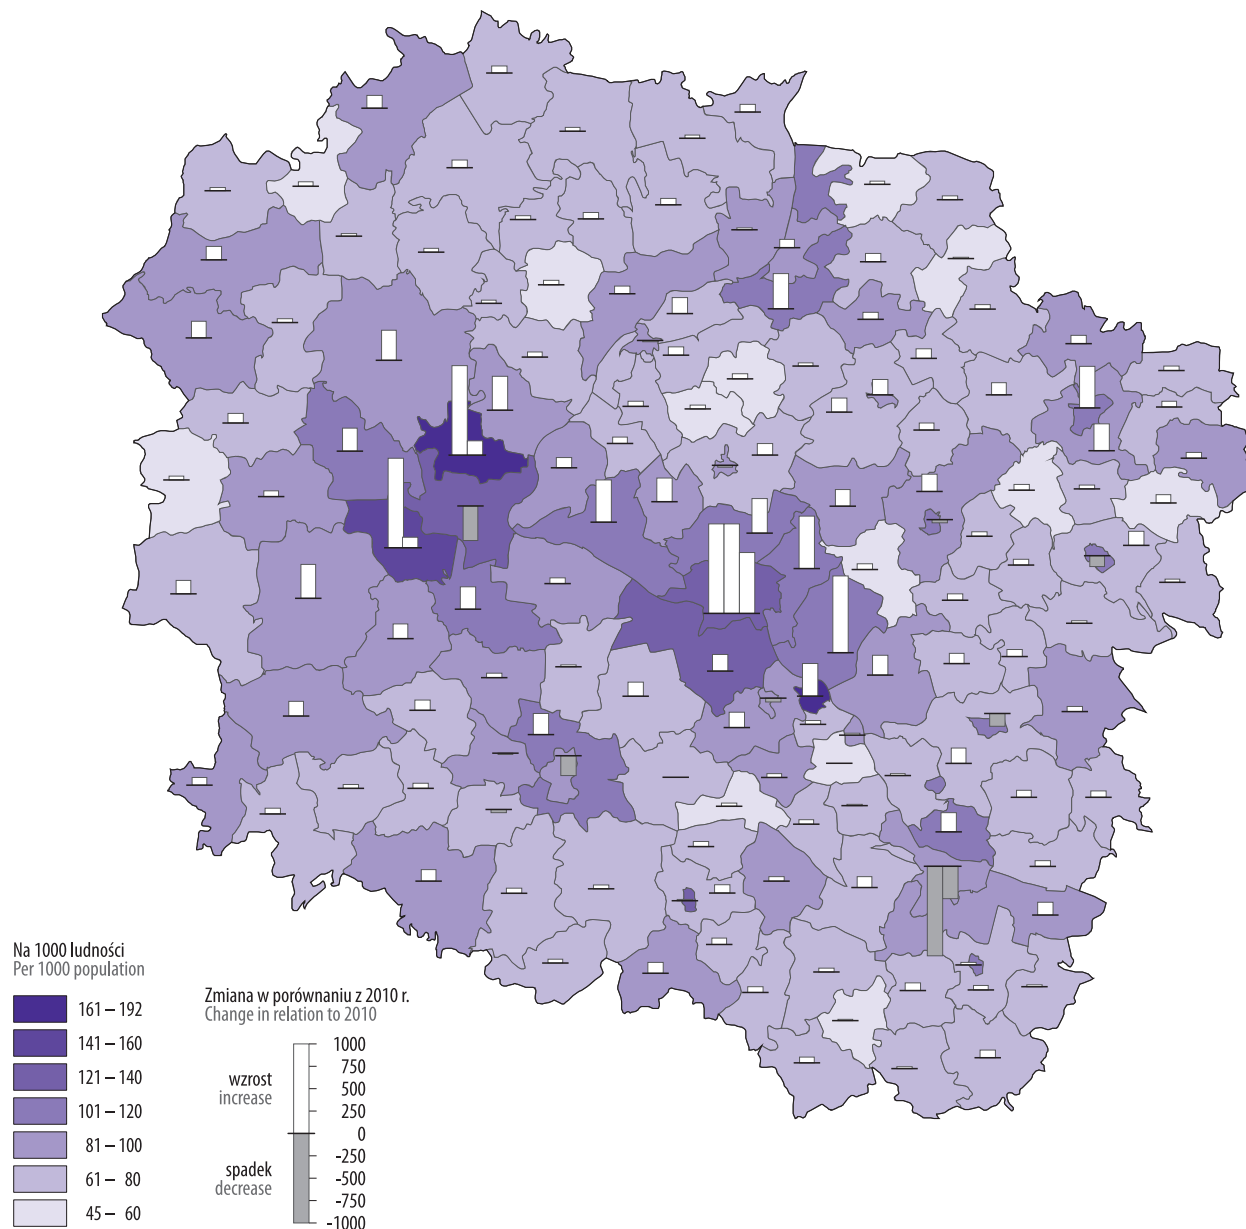 Na 1000 ludności
Per 1000 population
161 – 192
141 – 160
121 – 140
101 – 120
81 – 100
61 – 80
45 – 60
Zmiana w porównaniu z 2010 r.
Change in relation to 2010
wzrost
increase
spadek
decrease
1000
750
500
250
0
-250
-500
-750
-1000